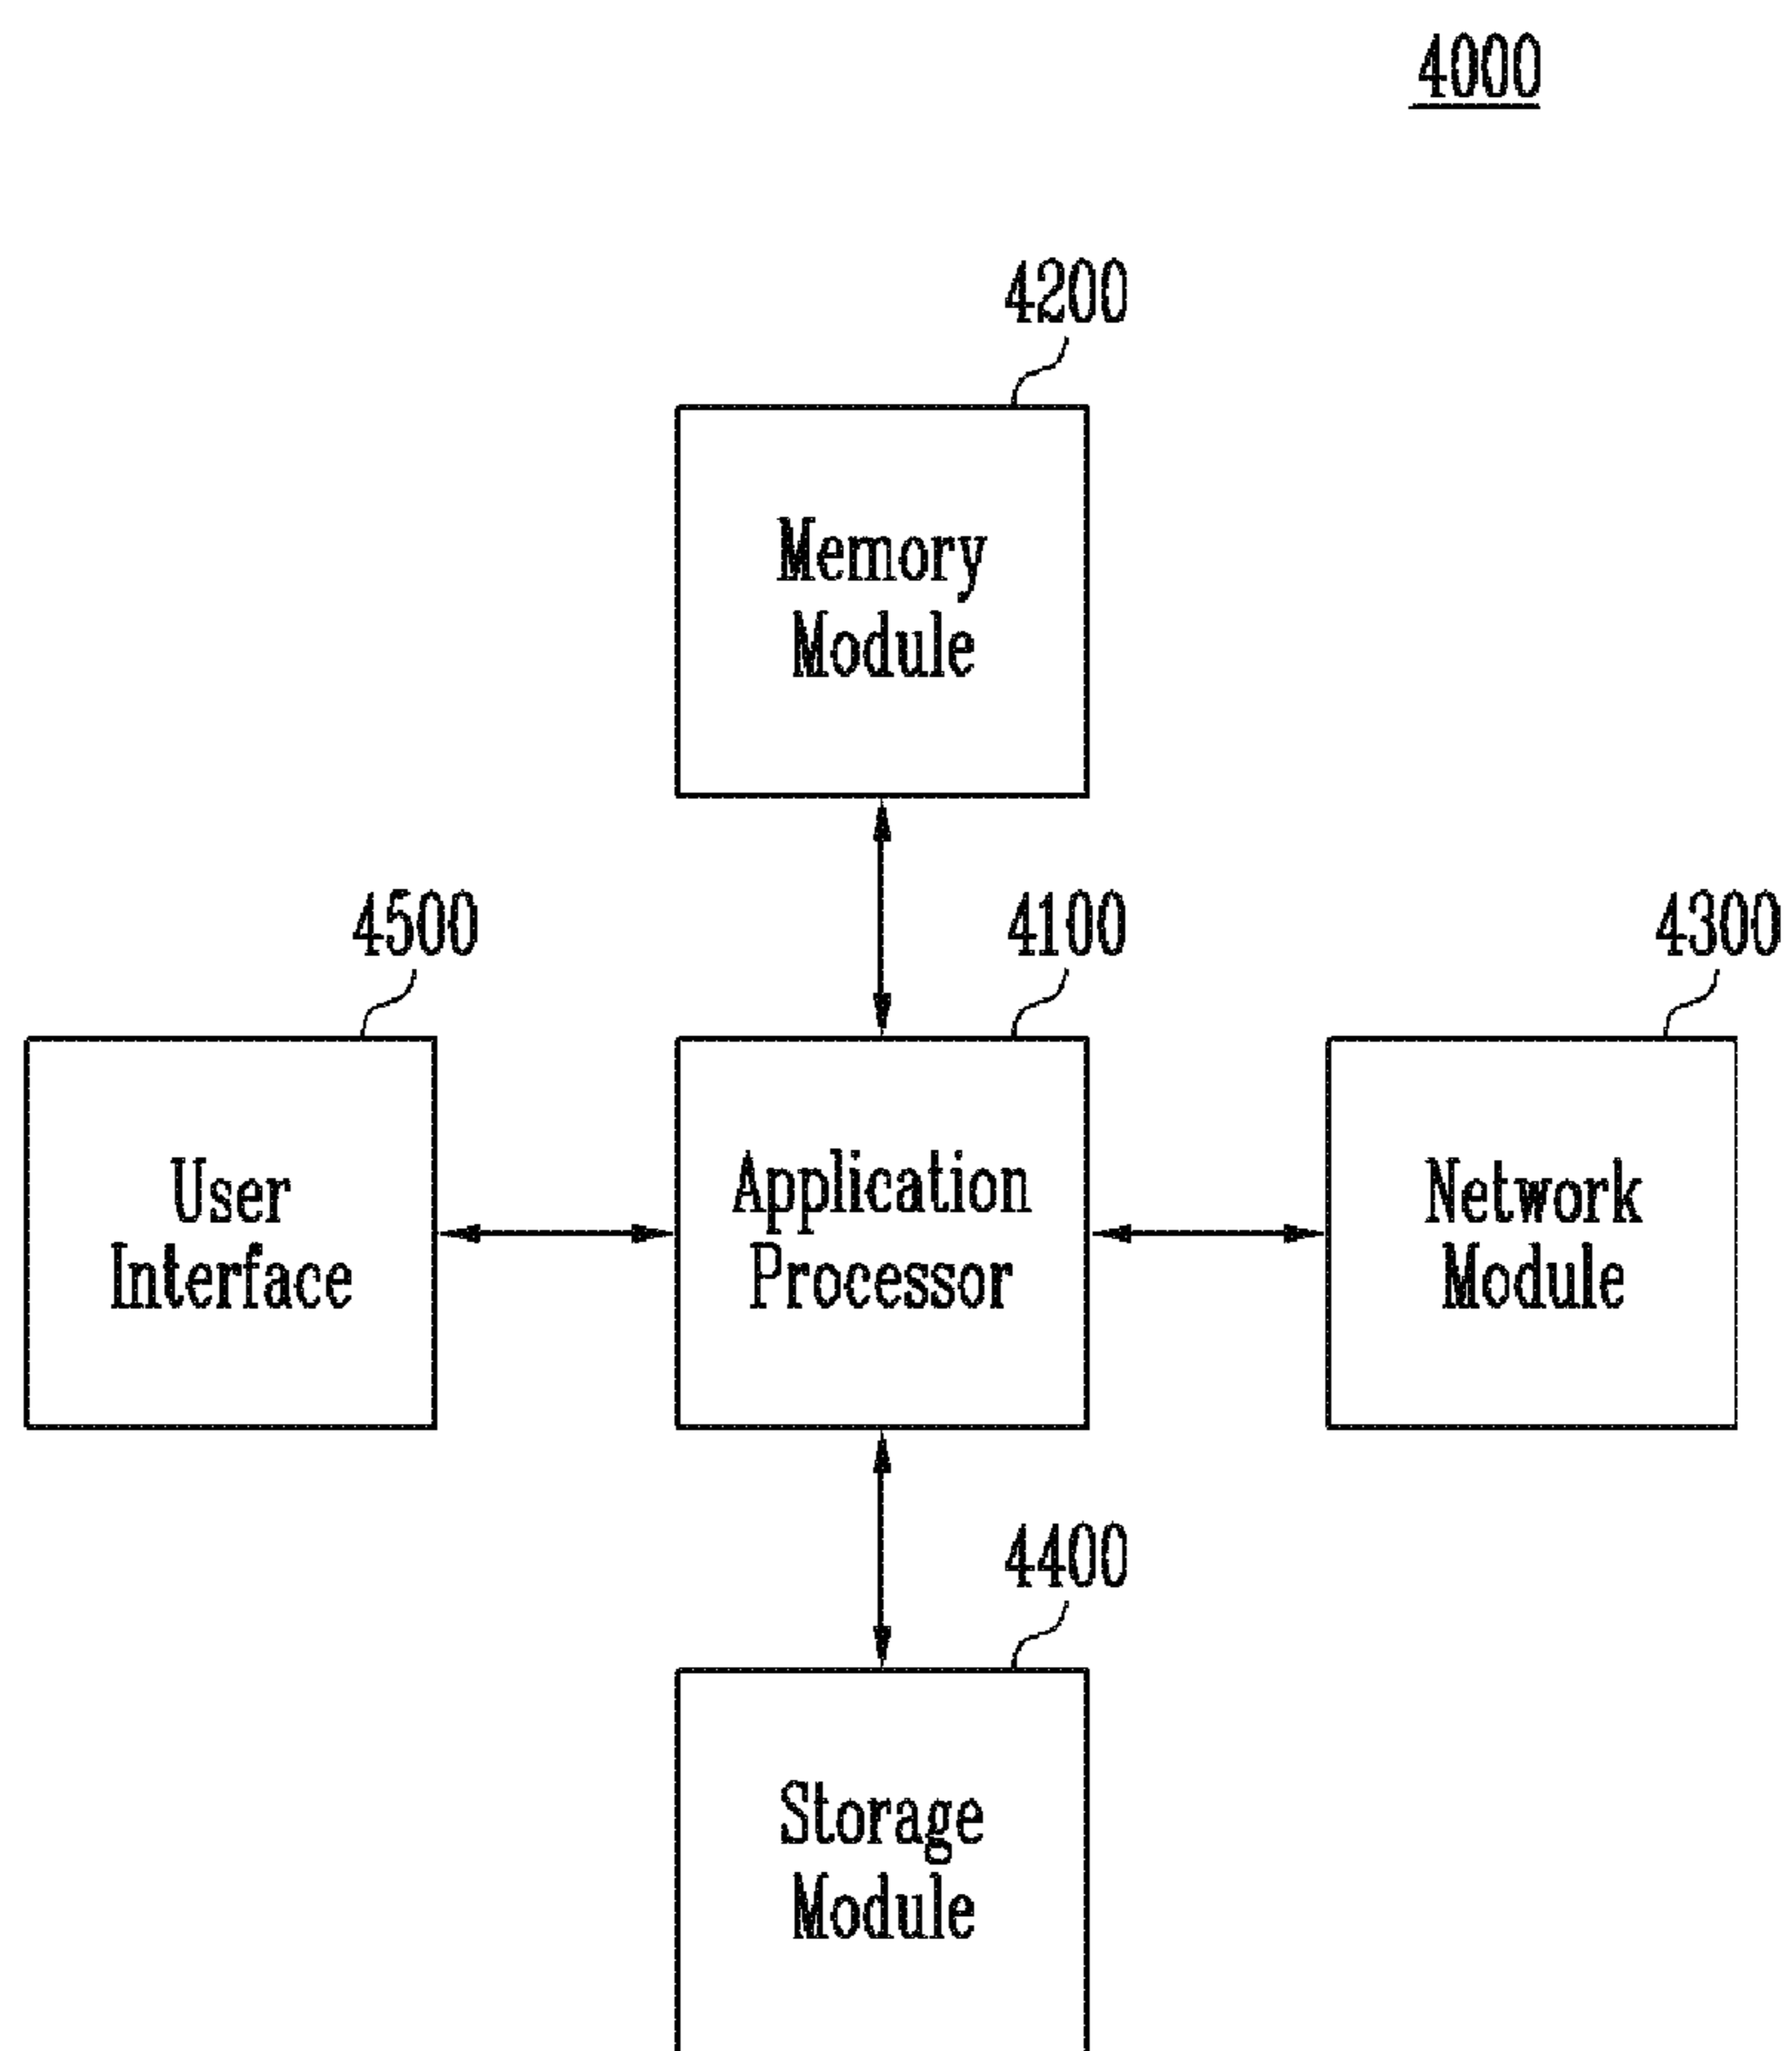 4000
4200
Memory
Module
4500
4100
4300
User
Interface
Application
Processor
Network
Module
4400
Storage
Module